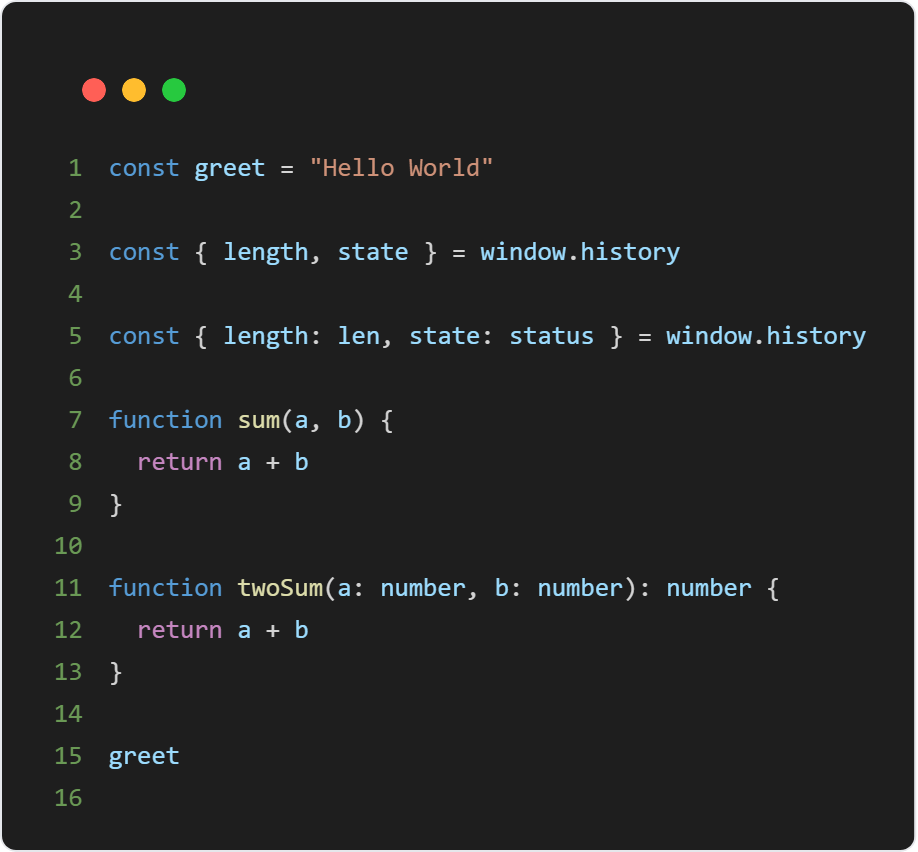 1 const greet = "Hello World"
2
3 const { length, state } = window.history
4
5 const { length: len, state: status } = window.history
6
7 function sum(a, b) {
8   return a + b
9 }
10
11 function twoSum(a: number, b: number): number {
12   return a + b
13 }
14
15 greet
16